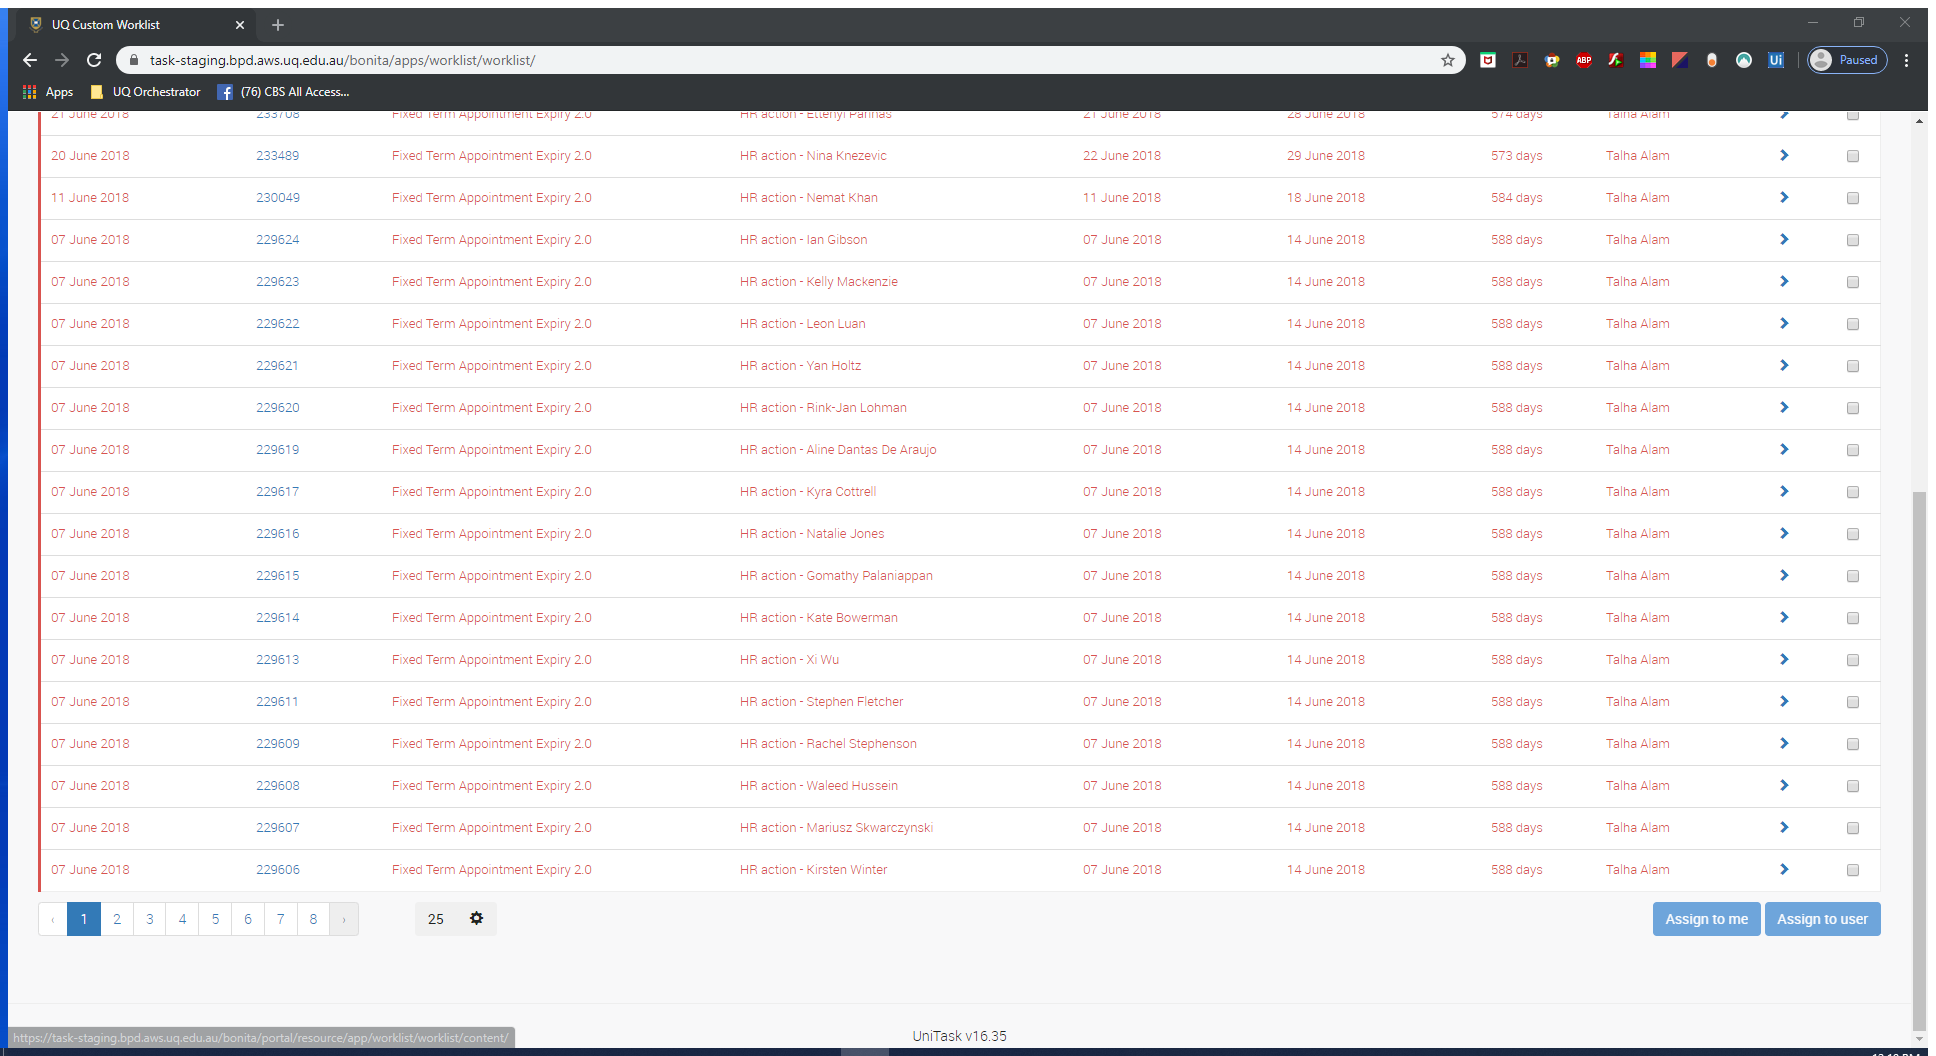 UQ Custom Worklist
task-staging.bpd.aws.uq.edu.au/bonita/apps/worklist/worklist/
ABP
Ui
Paused
Apps UQ Orchestrator (76) CBS All Access...
21 June 2018 233708 Fixed Term Appointment Expiry 2.0 HR action - Ellenyi Parinas 21 June 2018 28 June 2018 574 days Talha Alam
20 June 2018 233489 Fixed Term Appointment Expiry 2.0 HR action - Nina Knezevic 22 June 2018 29 June 2018 573 days Talha Alam
11 June 2018 230049 Fixed Term Appointment Expiry 2.0 HR action - Nemat Khan 11 June 2018 18 June 2018 584 days Talha Alam
07 June 2018 229624 Fixed Term Appointment Expiry 2.0 HR action - Ian Gibson 07 June 2018 14 June 2018 588 days Talha Alam
07 June 2018 229623 Fixed Term Appointment Expiry 2.0 HR action - Kelly Mackenzie 07 June 2018 14 June 2018 588 days Talha Alam
07 June 2018 229622 Fixed Term Appointment Expiry 2.0 HR action - Leon Luan 07 June 2018 14 June 2018 588 days Talha Alam
07 June 2018 229621 Fixed Term Appointment Expiry 2.0 HR action - Yan Holtz 07 June 2018 14 June 2018 588 days Talha Alam
07 June 2018 229620 Fixed Term Appointment Expiry 2.0 HR action - Rink-Jan Lohman 07 June 2018 14 June 2018 588 days Talha Alam
07 June 2018 229619 Fixed Term Appointment Expiry 2.0 HR action - Aline Dantas De Araujo 07 June 2018 14 June 2018 588 days Talha Alam
07 June 2018 229617 Fixed Term Appointment Expiry 2.0 HR action - Kyra Cottrell 07 June 2018 14 June 2018 588 days Talha Alam
07 June 2018 229616 Fixed Term Appointment Expiry 2.0 HR action - Natalie Jones 07 June 2018 14 June 2018 588 days Talha Alam
07 June 2018 229615 Fixed Term Appointment Expiry 2.0 HR action - Gomathy Palaniappan 07 June 2018 14 June 2018 588 days Talha Alam
07 June 2018 229614 Fixed Term Appointment Expiry 2.0 HR action - Kate Bowerman 07 June 2018 14 June 2018 588 days Talha Alam
07 June 2018 229613 Fixed Term Appointment Expiry 2.0 HR action - Xi Wu 07 June 2018 14 June 2018 588 days Talha Alam
07 June 2018 229611 Fixed Term Appointment Expiry 2.0 HR action - Stephen Fletcher 07 June 2018 14 June 2018 588 days Talha Alam
07 June 2018 229609 Fixed Term Appointment Expiry 2.0 HR action - Rachel Stephenson 07 June 2018 14 June 2018 588 days Talha Alam
07 June 2018 229608 Fixed Term Appointment Expiry 2.0 HR action - Waleed Hussein 07 June 2018 14 June 2018 588 days Talha Alam
07 June 2018 229607 Fixed Term Appointment Expiry 2.0 HR action - Mariusz Skwarczynski 07 June 2018 14 June 2018 588 days Talha Alam
07 June 2018 229606 Fixed Term Appointment Expiry 2.0 HR action - Kirsten Winter 07 June 2018 14 June 2018 588 days Talha Alam
‹ 1 2 3 4 5 6 7 8 › 25 Assign to me Assign to user
UniTask v16.35
https://task-staging.bpd.aws.uq.edu.au/bonita/portal/resource/app/worklist/worklist/content/